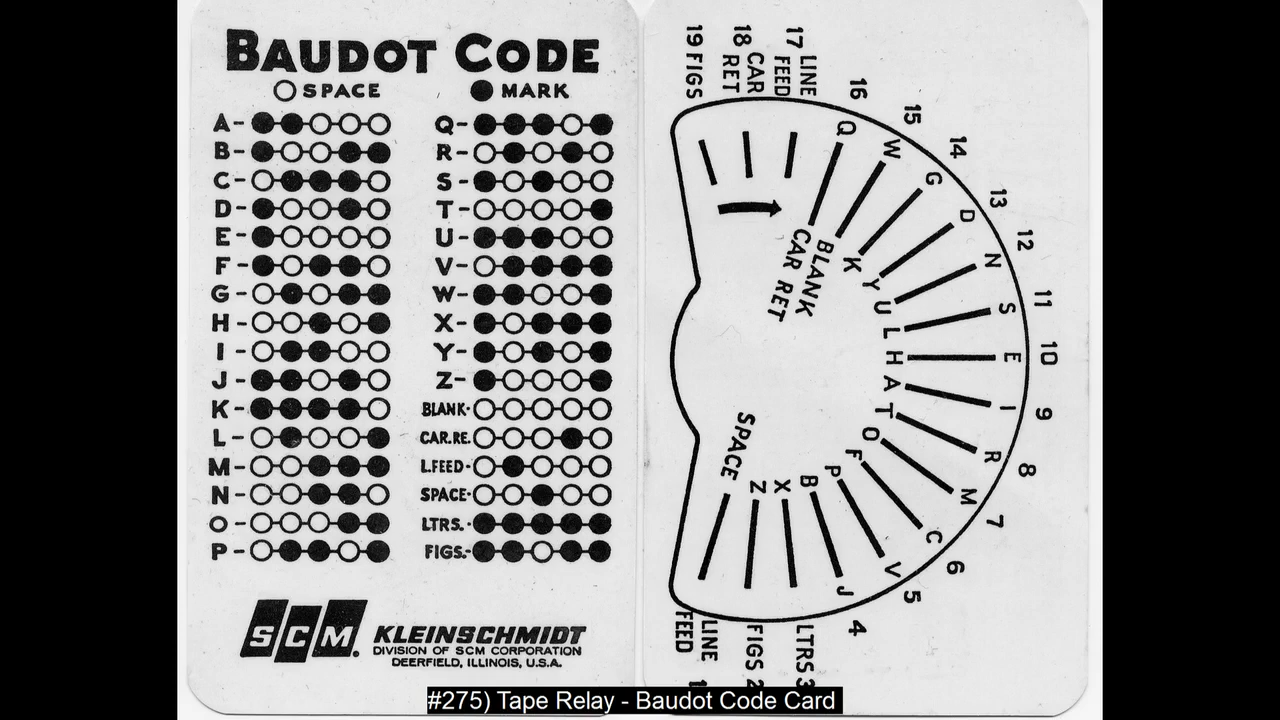 BAUDOT CODE
SPACE
MARK
A-
B-
C-
D-
E-
F-
G-
H-
I-
J-
K-
L-
M-
N-
O-
P-
Q-
R-
S-
T-
U-
V-
W-
X-
Y-
Z-
BLANK-
CAR.RE.
L.FEED-
SPACE-
LTRS.-
FIGS.-
SCM.
KLEINSCHMIDT
DIVISION OF SCM CORPORATION
DEERFIELD, ILLINOIS, U.S.A.
19 FIGS
18 CAR
RET
17 LINE
FEED
16
15
14
13
12
11
10
9
8
7
6
5
4
LTRS 3
FIGS 2
LINE 1
FEED
Q
W
G
D
N
S
E
I
R
M
C
V
J
BLANK
CAR RET
K
Y
U
L
H
A
T
O
F
P
B
X
Z
SPACE
#275) Tape Relay - Baudot Code Card